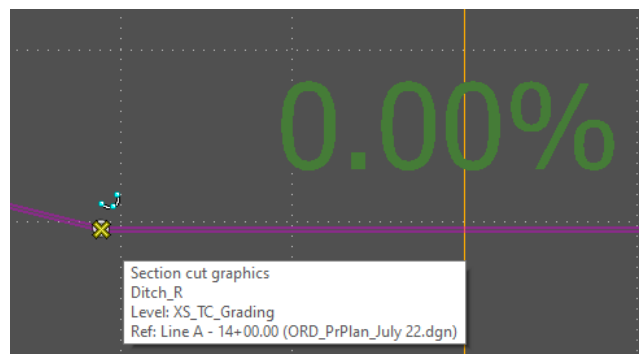 0.00%
Section cut graphics
Ditch_R
Level: XS_TC_Grading
Ref: Line A - 14+00.00 (ORD_PrPlan_July 22.dgn)